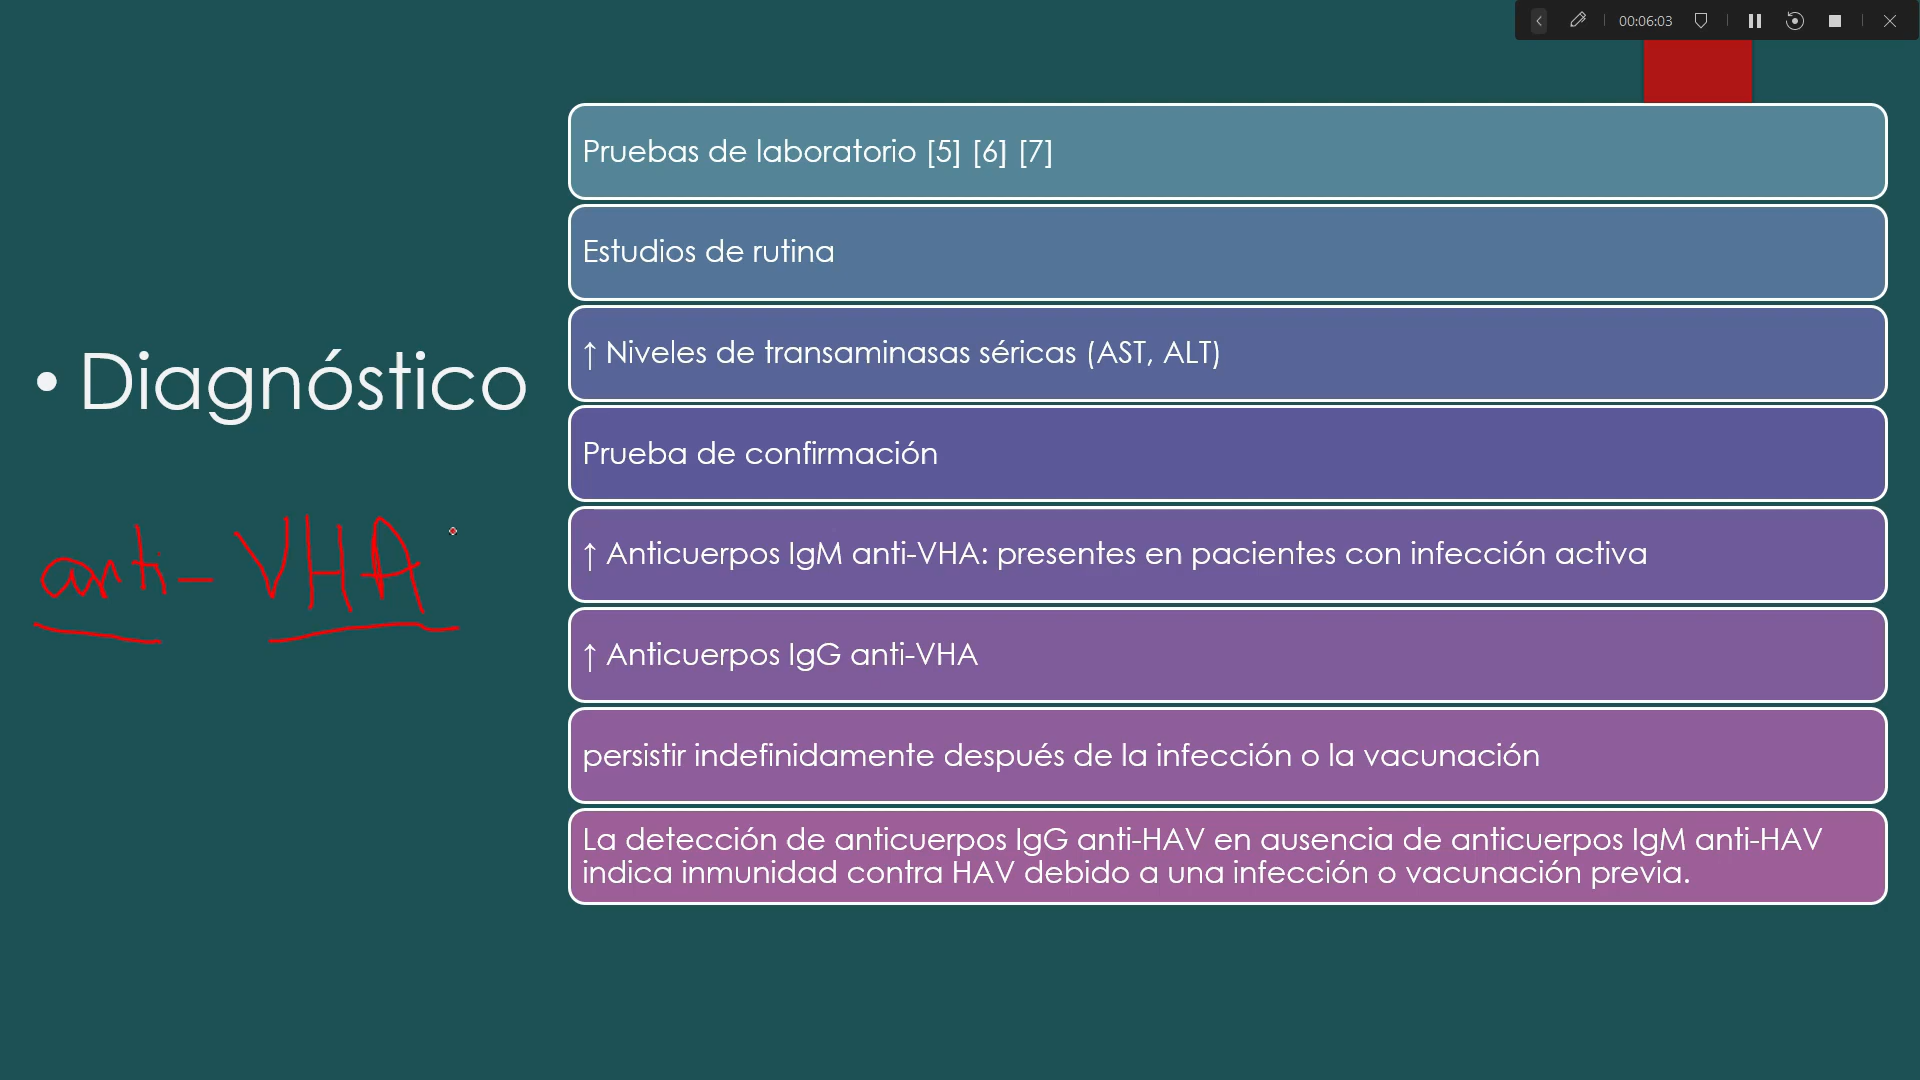 00:06:03
• Diagnóstico
anti-VHA
Pruebas de laboratorio [5] [6] [7]
Estudios de rutina
↑ Niveles de transaminasas séricas (AST, ALT)
Prueba de confirmación
↑ Anticuerpos IgM anti-VHA: presentes en pacientes con infección activa
↑ Anticuerpos IgG anti-VHA
persistir indefinidamente después de la infección o la vacunación
La detección de anticuerpos IgG anti-HAV en ausencia de anticuerpos IgM anti-HAV
indica inmunidad contra HAV debido a una infección o vacunación previa.